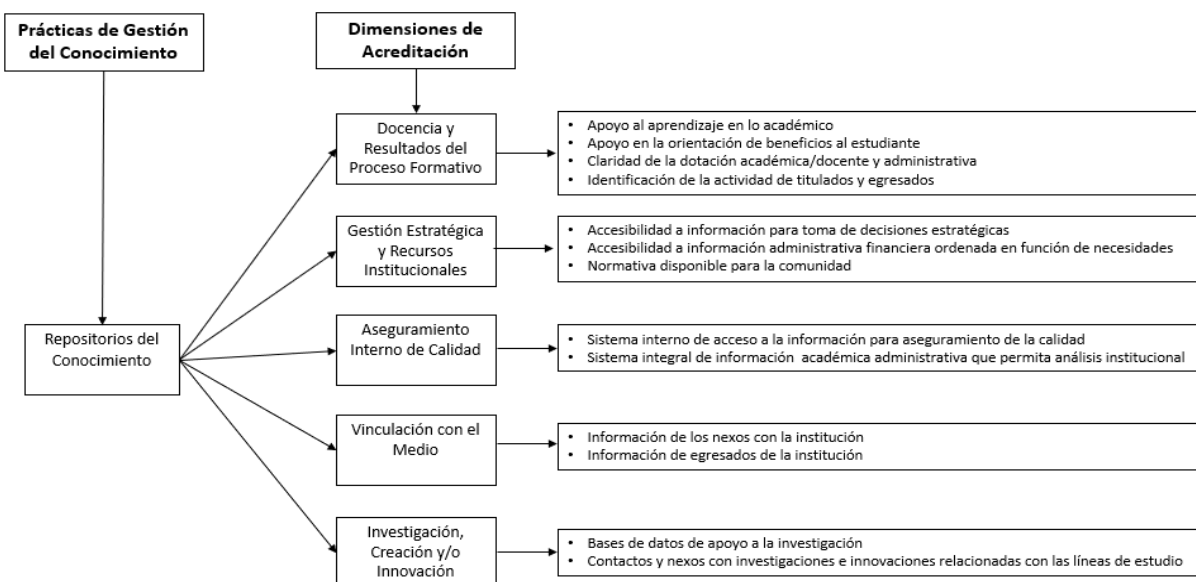 Prácticas de Gestión
del Conocimiento
Dimensiones de
Acreditación
Docencia y
Resultados del
Proceso Formativo
• Apoyo al aprendizaje en lo académico
• Apoyo en la orientación de beneficios al estudiante
• Claridad de la dotación académica/docente y administrativa
• Identificación de la actividad de titulados y egresados
Gestión Estratégica
y Recursos
Institucionales
• Accesibilidad a información para toma de decisiones estratégicas
• Accesibilidad a información administrativa financiera ordenada en función de necesidades
• Normativa disponible para la comunidad
Repositorios del
Conocimiento
Aseguramiento
Interno de Calidad
• Sistema interno de acceso a la información para aseguramiento de la calidad
• Sistema integral de información académica administrativa que permita análisis institucional
Vinculación con el
Medio
• Información de los nexos con la institución
• Información de egresados de la institución
Investigación,
Creación y/o
Innovación
• Bases de datos de apoyo a la investigación
• Contactos y nexos con investigaciones e innovaciones relacionadas con las líneas de estudio